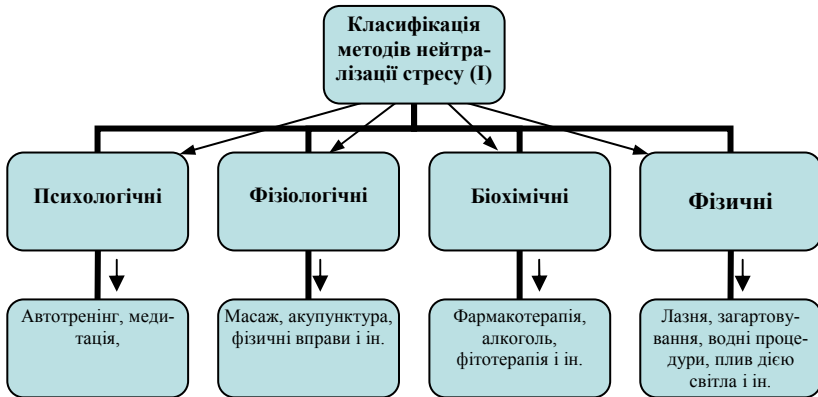 Класифікація
методів нейтра-
лізації стресу (I)
Психологічні
Фізіологічні
Біохімічні
Фізичні
Автотренінг, меди-
тація,
Масаж, акупунктура,
фізичні вправи і ін.
Фармакотерапія,
алкоголь,
фітотерапія і ін.
Лазня, загартову-
вання, водні проце-
дури, плив дією
світла і ін.